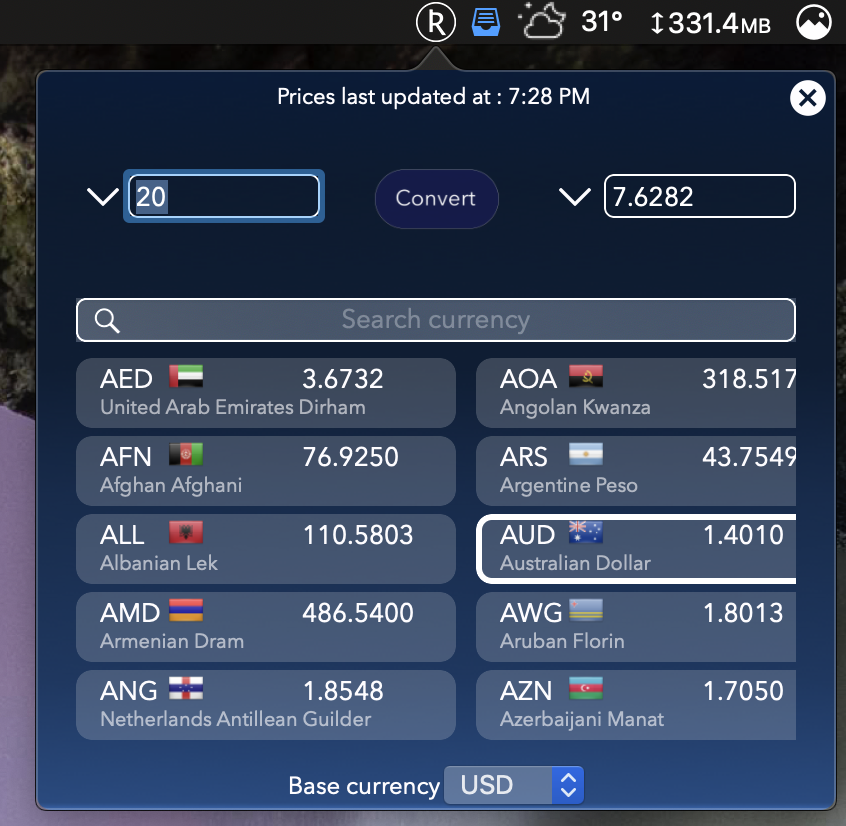 R 31° ↕331.4MB
Prices last updated at : 7:28 PM
20 Convert 7.6282
Search currency
AED 3.6732
United Arab Emirates Dirham
AOA 318.517
Angolan Kwanza
AFN 76.9250
Afghan Afghani
ARS 43.7549
Argentine Peso
ALL 110.5803
Albanian Lek
AUD 1.4010
Australian Dollar
AMD 486.5400
Armenian Dram
AWG 1.8013
Aruban Florin
ANG 1.8548
Netherlands Antillean Guilder
AZN 1.7050
Azerbaijani Manat
Base currency USD